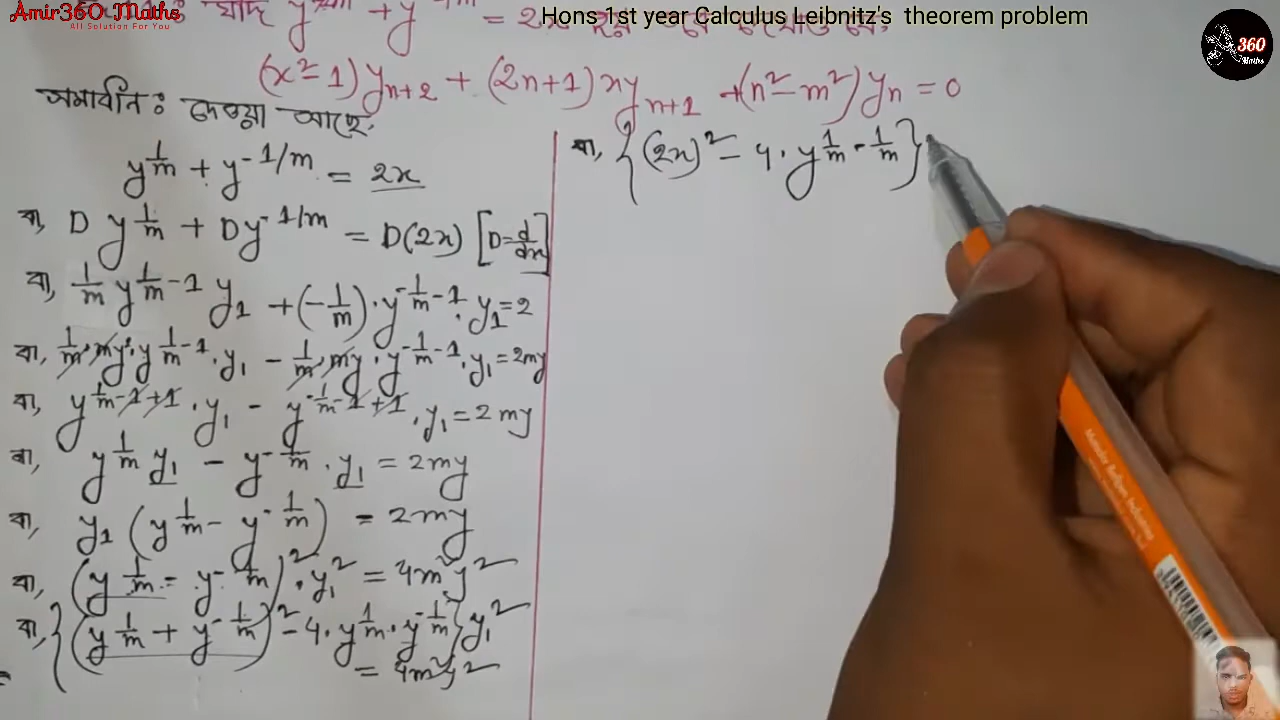 Amir360 Maths
All Solution For You
Hons 1st year Calculus Leibnitz's theorem problem
360
Maths
(x² - 1) yₙ₊₂ + (2n+1) xyₙ₊₁ + (n² - m²) yₙ = 0
সমাধান: দেওয়া আছে,
y^{1/m} + y^{-1/m} = 2x
বা, D y^{1/m} + D y^{-1/m} = D(2x) [D = d/dx]
বা, 1/m y^{1/m - 1} y₁ + (-1/m) · y^{-1/m - 1} · y₁ = 2
বা, 1/m · my · y^{1/m - 1} · y₁ - 1/m · my · y^{-1/m - 1} · y₁ = 2my
বা, y^{1/m - 1 + 1} · y₁ - y^{-1/m - 1 + 1} · y₁ = 2my
বা, y^{1/m} y₁ - y^{-1/m} · y₁ = 2my
বা, y₁ (y^{1/m} - y^{-1/m}) = 2my
বা, (y^{1/m} - y^{-1/m})² · y₁² = 4m²y²
বা, {(y^{1/m} + y^{-1/m})² - 4 · y^{1/m} · y^{-1/m}} y₁²
= 4m²y²
বা, {(2x)² - 4 · y^{1/m - 1/m}}